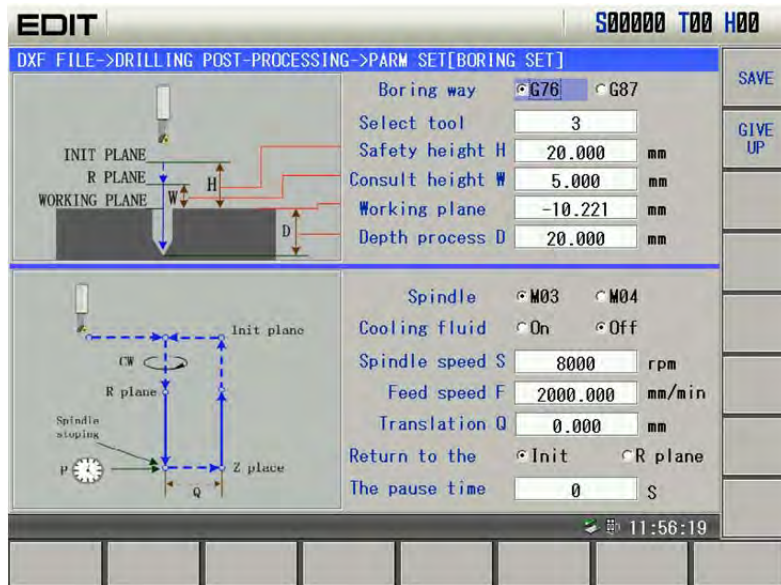 EDIT
S00000 T00 H00
DXF FILE->DRILLING POST-PROCESSING->PARM SET[BORING SET]
SAVE
GIVE UP
INIT PLANE
R PLANE
WORKING PLANE
W
H
D
Boring way G76 G87
Select tool 3
Safety height H 20.000 mm
Consult height W 5.000 mm
Working plane -10.221 mm
Depth process D 20.000 mm
Init plane
CW
R plane
Spindle
stoping
P
Z place
Q
Spindle M03 M04
Cooling fluid On Off
Spindle speed S 8000 rpm
Feed speed F 2000.000 mm/min
Translation Q 0.000 mm
Return to the Init R plane
The pause time 0 S
11:56:19